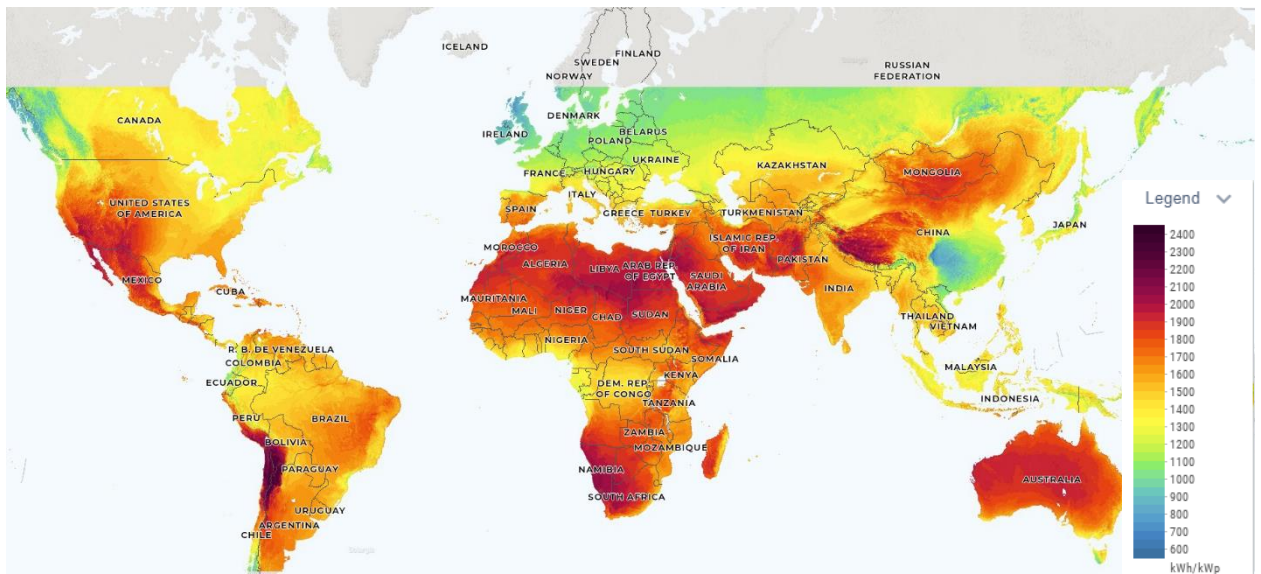 ICELAND
FINLAND
SWEDEN
NORWAY
RUSSIAN
FEDERATION
CANADA
DENMARK
IRELAND
BELARUS
POLAND
UKRAINE
FRANCE
HUNGARY
KAZAKHSTAN
MONGOLIA
ITALY
UNITED STATES
OF AMERICA
SPAIN
GREECE
TURKEY
TURKMENISTAN
CHINA
JAPAN
MOROCCO
ISLAMIC REP.
OF IRAN
PAKISTAN
ALGERIA
LIBYA
ARAB REP.
OF EGYPT
SAUDI
ARABIA
MEXICO
CUBA
INDIA
MAURITANIA
MALI
NIGER
CHAD
SUDAN
THAILAND
VIETNAM
NIGERIA
R. B. DE VENEZUELA
COLOMBIA
SOUTH SUDAN
SOMALIA
MALAYSIA
ECUADOR
KENYA
DEM. REP.
OF CONGO
INDONESIA
TANZANIA
PERU
BRAZIL
ZAMBIA
BOLIVIA
MOZAMBIQUE
PARAGUAY
NAMIBIA
AUSTRALIA
SOUTH AFRICA
URUGUAY
ARGENTINA
CHILE
Legend
2400
2300
2200
2100
2000
1900
1800
1700
1600
1500
1400
1300
1200
1100
1000
900
800
700
600
kWh/kWp